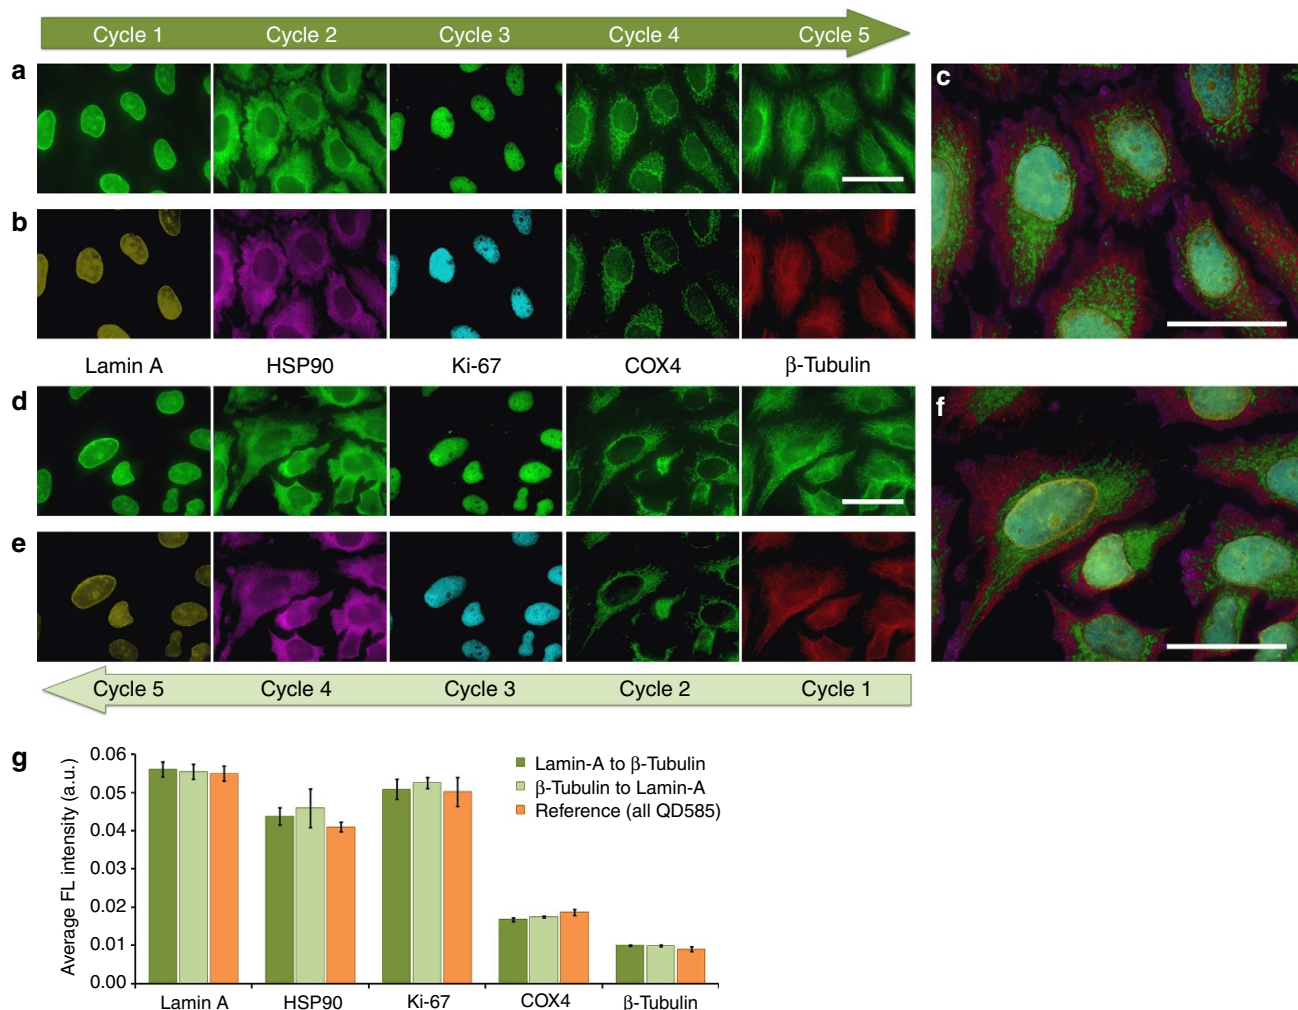 Cycle 1 Cycle 2 Cycle 3 Cycle 4 Cycle 5
a
c
b
Lamin A HSP90 Ki-67 COX4 β-Tubulin
d
f
e
Cycle 5 Cycle 4 Cycle 3 Cycle 2 Cycle 1
g
Average FL intensity (a.u.)
0.06
0.05
0.04
0.03
0.02
0.01
0.00
Lamin-A to β-Tubulin
β-Tubulin to Lamin-A
Reference (all QD585)
Lamin A HSP90 Ki-67 COX4 β-Tubulin